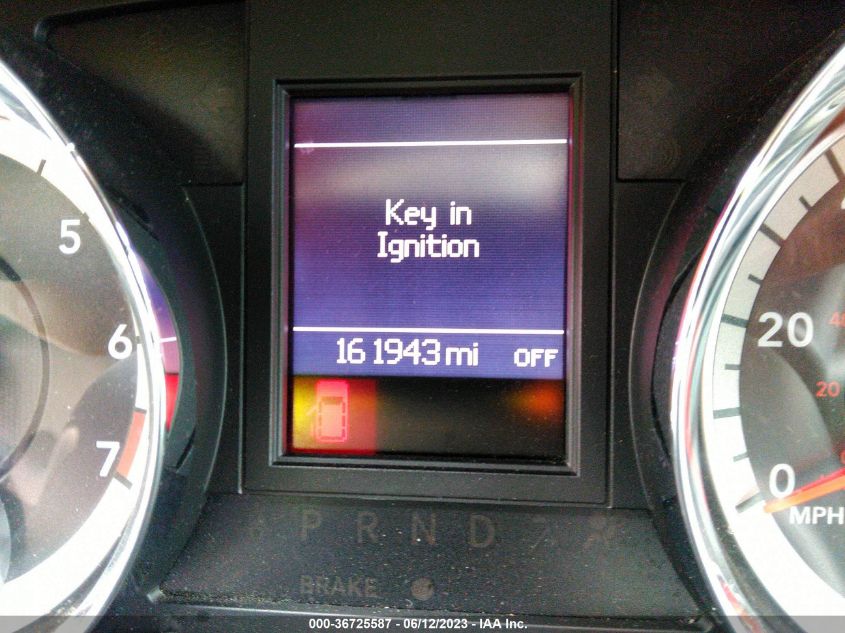 Key in
Ignition
161943 mi OFF
5
6
7
20
0
MPH
20
P R N D
BRAKE
000-36725587 - 06/12/2023 - IAA Inc.